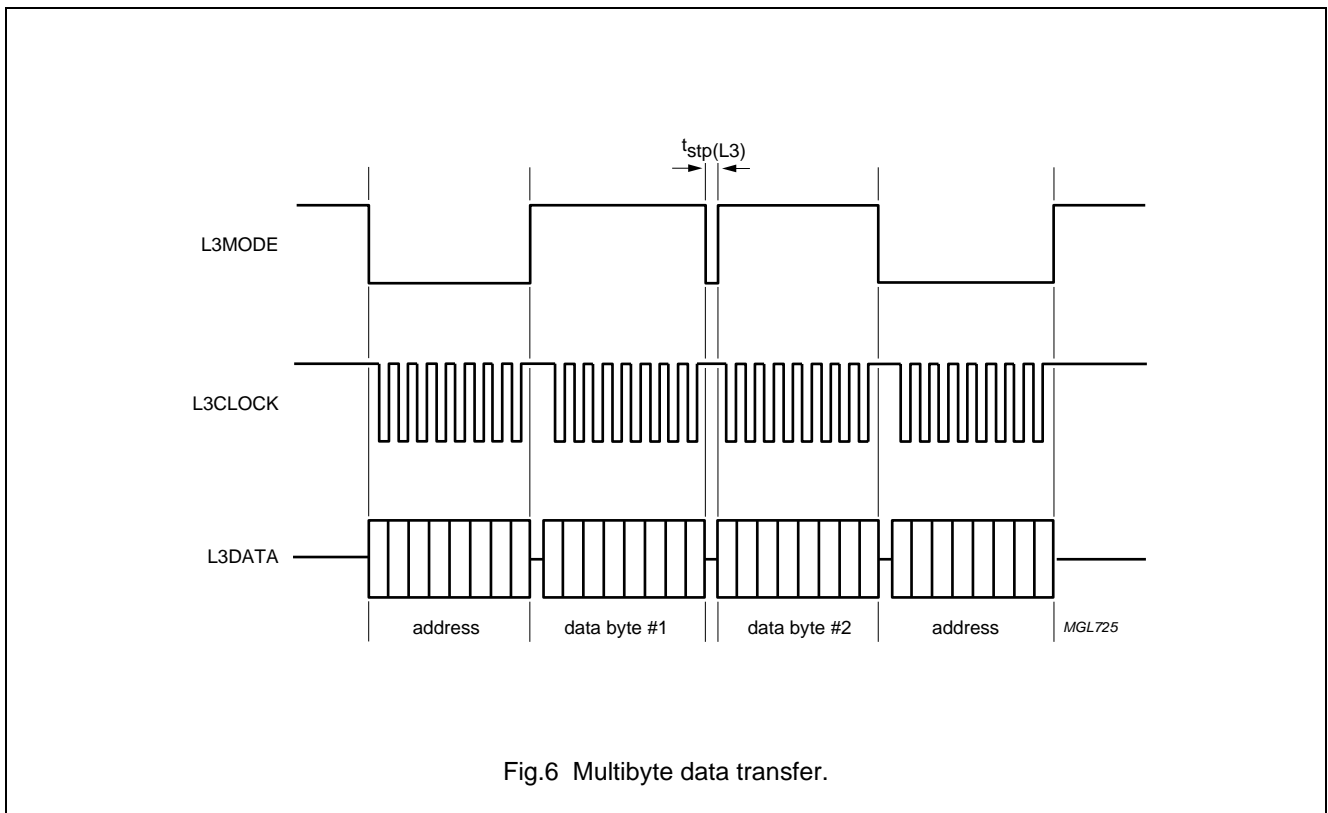 tstp(L3)
L3MODE
L3CLOCK
L3DATA
address data byte #1 data byte #2 address MGL725
Fig.6 Multibyte data transfer.